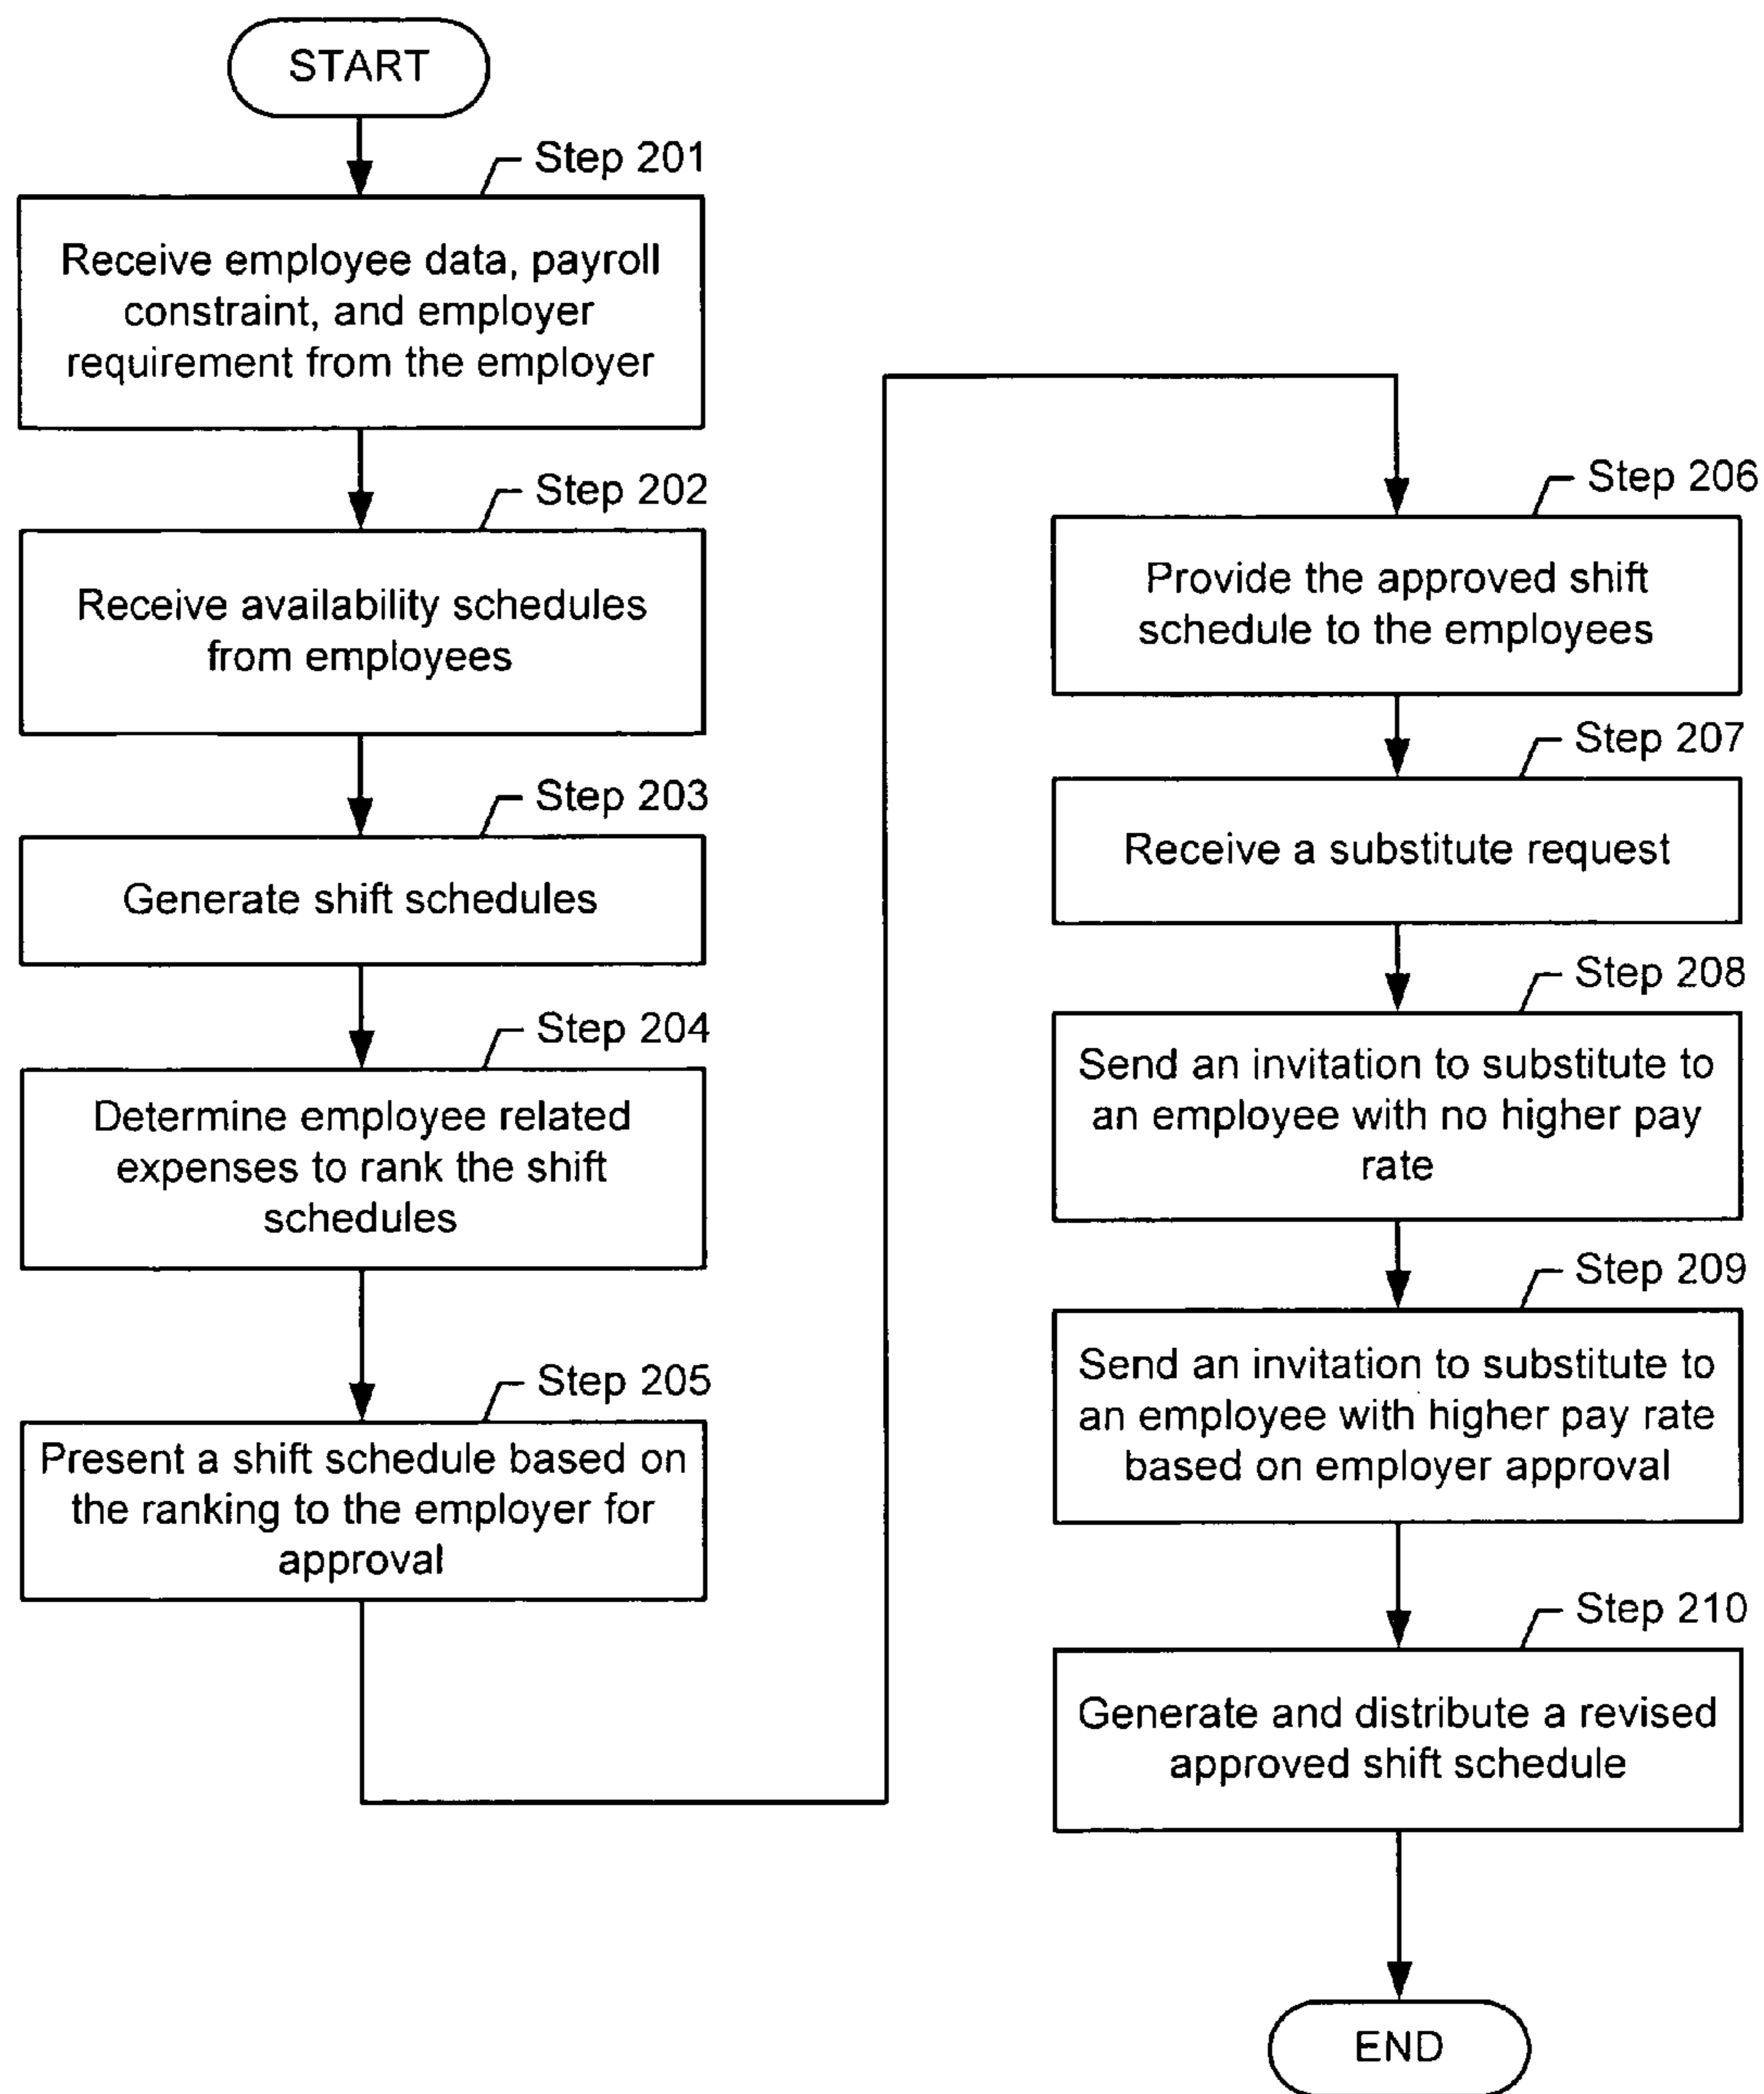 START
Step 201
Receive employee data, payroll
constraint, and employer
requirement from the employer
Step 202
Receive availability schedules
from employees
Step 203
Generate shift schedules
Step 204
Determine employee related
expenses to rank the shift
schedules
Step 205
Present a shift schedule based on
the ranking to the employer for
approval
Step 206
Provide the approved shift
schedule to the employees
Step 207
Receive a substitute request
Step 208
Send an invitation to substitute to
an employee with no higher pay
rate
Step 209
Send an invitation to substitute to
an employee with higher pay rate
based on employer approval
Step 210
Generate and distribute a revised
approved shift schedule
END